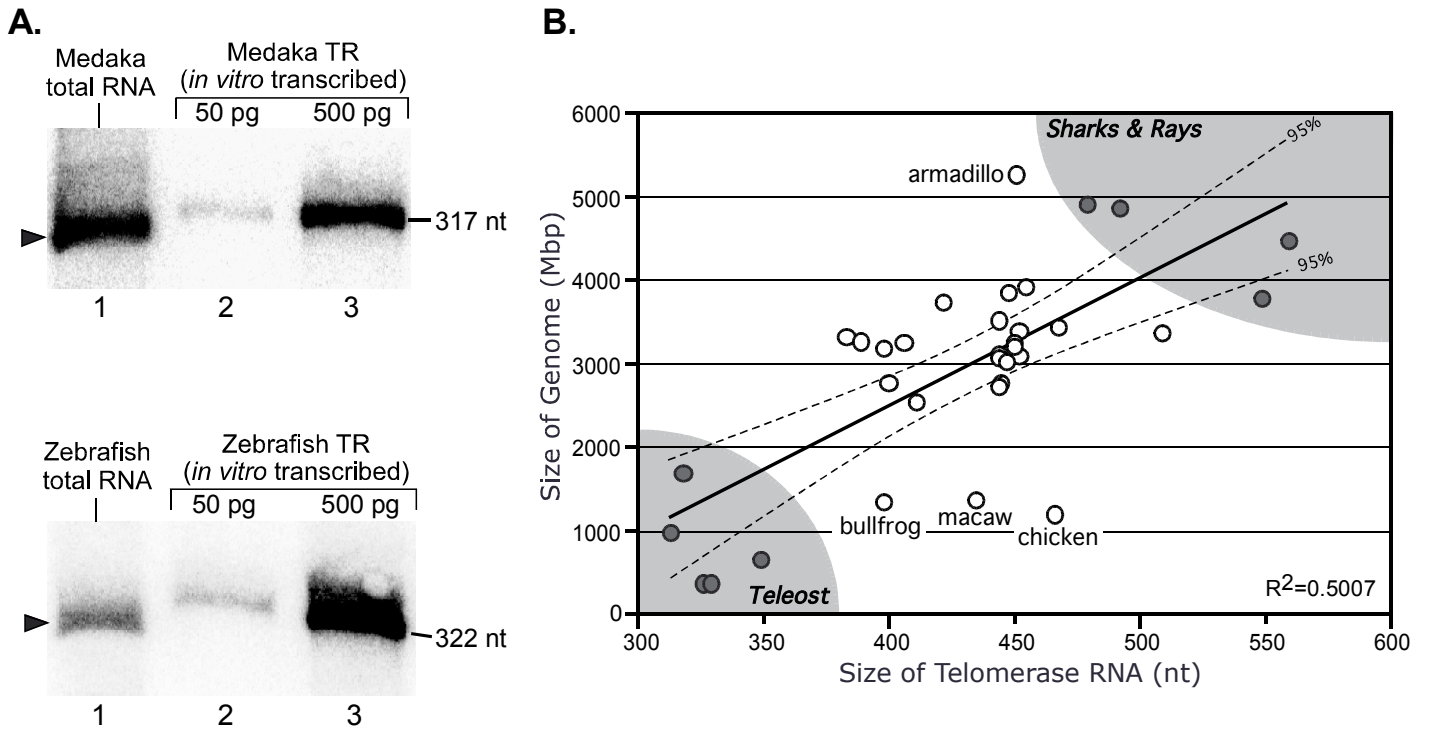 A.
Medaka
total RNA
Medaka TR
(in vitro transcribed)
50 pg
500 pg
317 nt
1
2
3
Zebrafish
total RNA
Zebrafish TR
(in vitro transcribed)
50 pg
500 pg
322 nt
1
2
3
B.
Size of Genome (Mbp)
6000
5000
4000
3000
2000
1000
0
Sharks & Rays
95%
armadillo
95%
bullfrog
macaw
chicken
Teleost
R2=0.5007
300
350
400
450
500
550
600
Size of Telomerase RNA (nt)